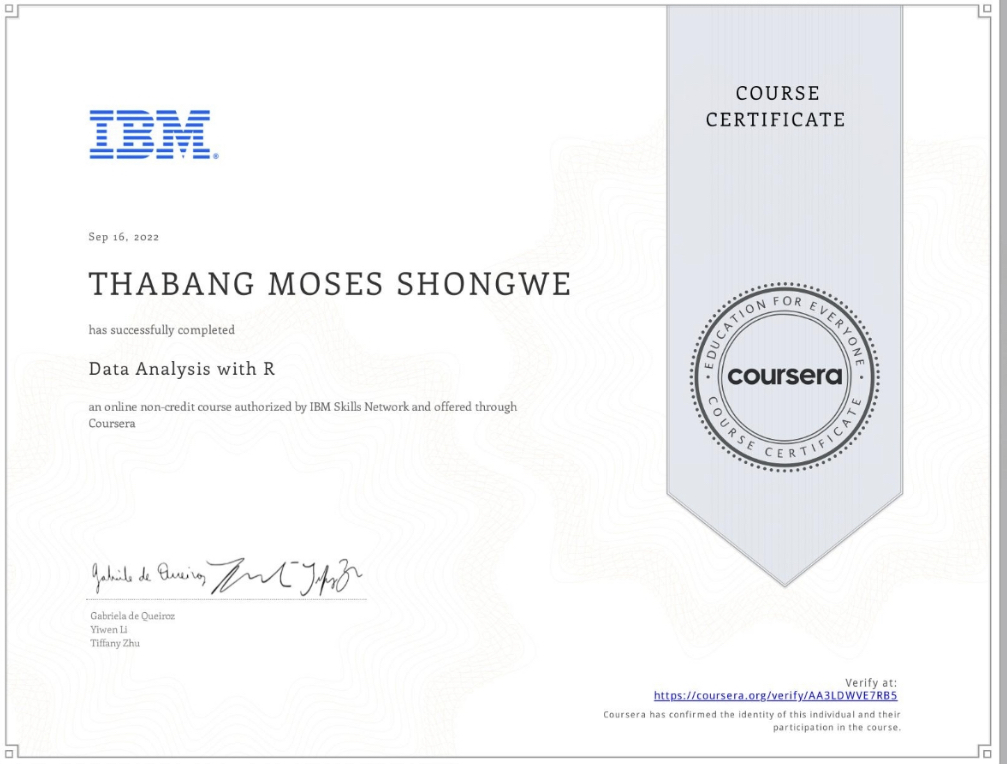 IBM®
COURSE
CERTIFICATE
Sep 16, 2022
THABANG MOSES SHONGWE
has successfully completed
Data Analysis with R
an online non-credit course authorized by IBM Skills Network and offered through
Coursera
EDUCATION FOR EVERYONE
coursera
COURSE CERTIFICATE
Gabriela de Queiroz
Yiwen Li
Tiffany Zhu
Verify at:
https://coursera.org/verify/AA3LDWVE7RB5
Coursera has confirmed the identity of this individual and their
participation in the course.